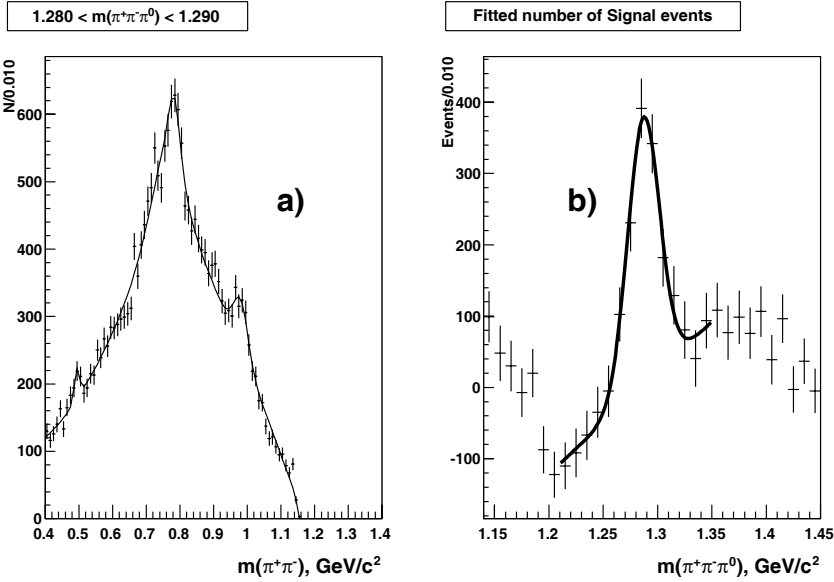 1.280 < m(π⁺π⁻π⁰) < 1.290
N/0.010
600
500
400
300
200
100
0
a)
0.4 0.5 0.6 0.7 0.8 0.9 1 1.1 1.2 1.3 1.4
m(π⁺π⁻), GeV/c²
Fitted number of Signal events
Events/0.010
400
300
200
100
0
-100
b)
1.15 1.2 1.25 1.3 1.35 1.4 1.45
m(π⁺π⁻π⁰), GeV/c²